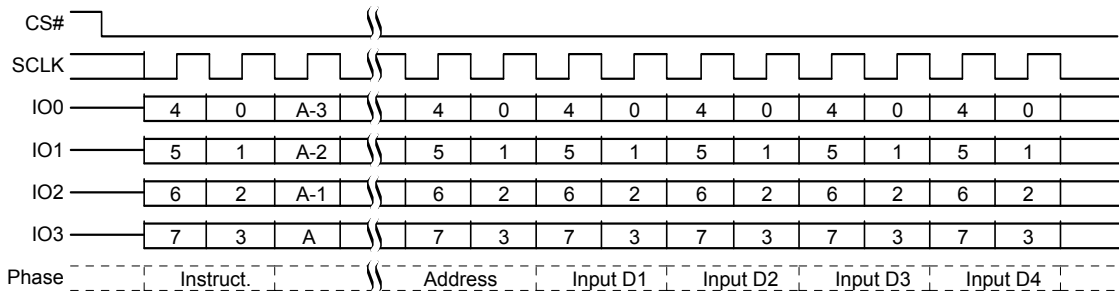 CS#
SCLK
IO0 4 0 A-3 4 0 4 0 4 0 4 0 4 0
IO1 5 1 A-2 5 1 5 1 5 1 5 1 5 1
IO2 6 2 A-1 6 2 6 2 6 2 6 2 6 2
IO3 7 3 A 7 3 7 3 7 3 7 3 7 3
Phase Instruct. Address Input D1 Input D2 Input D3 Input D4